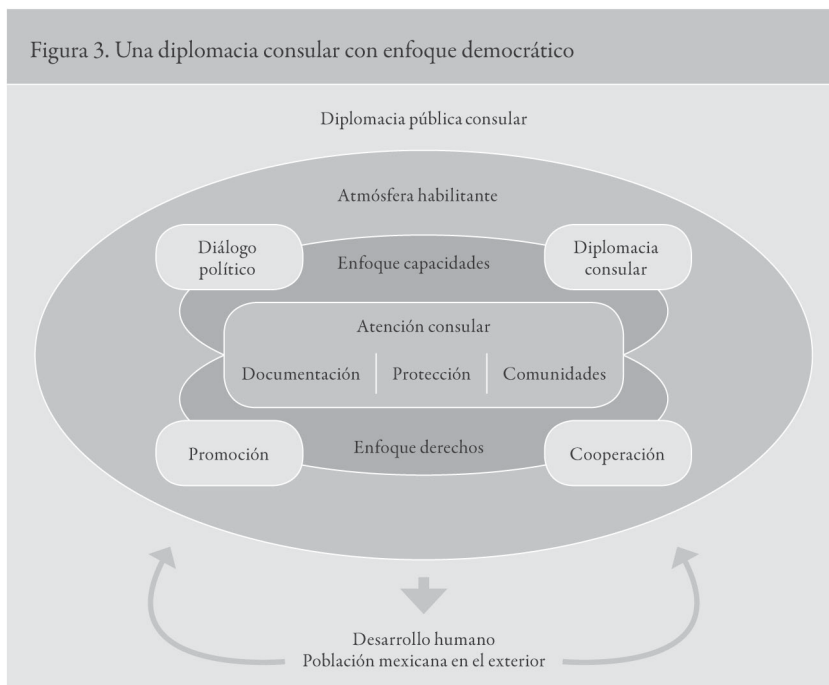 Figura 3. Una diplomacia consular con enfoque democrático
Diplomacia pública consular
Atmósfera habilitante
Diálogo
político
Enfoque capacidades
Diplomacia
consular
Atención consular
Documentación
Protección
Comunidades
Promoción
Enfoque derechos
Cooperación
Desarrollo humano
Población mexicana en el exterior